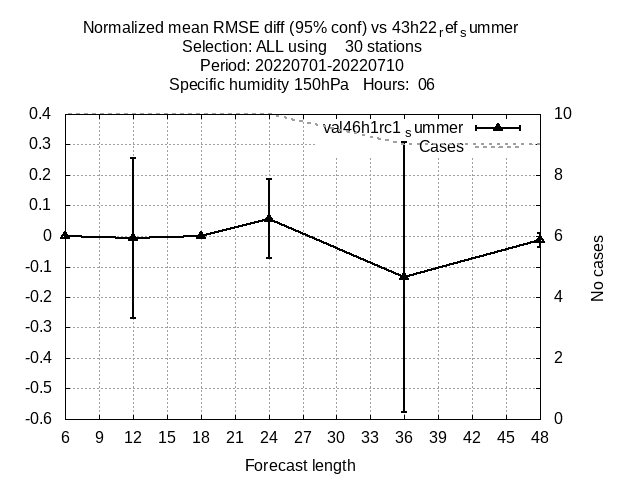 Normalized mean RMSE diff (95% conf) vs 43h22refsummer
Selection: ALL using 30 stations
Period: 20220701-20220710
Specific humidity 150hPa Hours: 06
val46h1rc1summer
Cases
0.4
0.3
0.2
0.1
0
-0.1
-0.2
-0.3
-0.4
-0.5
-0.6
10
8
6
4
2
0
No cases
6 9 12 15 18 21 24 27 30 33 36 39 42 45 48
Forecast length